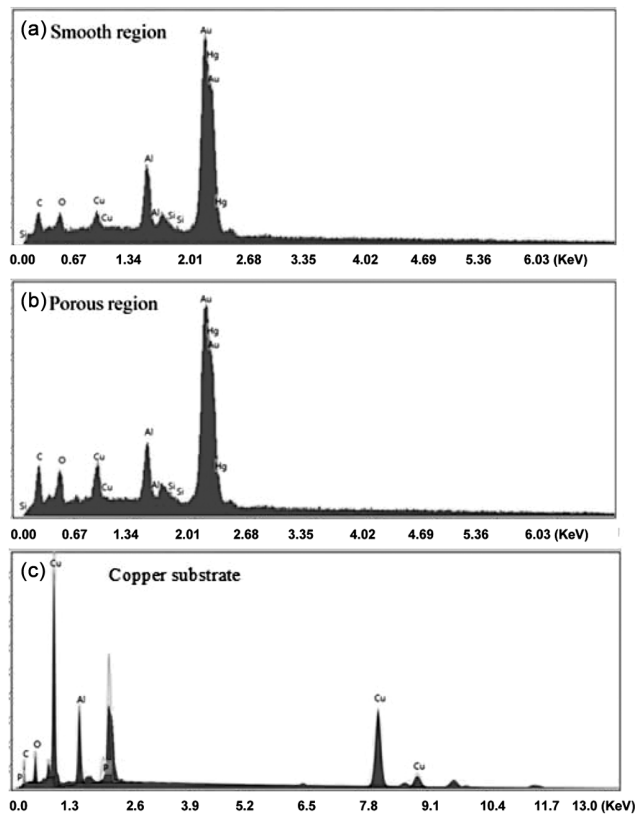 (a) Smooth region
Au
Hg
Au
Al
Cu
C
O
Cu
Al
Si
Si
Hg
Si
0.00 0.67 1.34 2.01 2.68 3.35 4.02 4.69 5.36 6.03 (KeV)
(b) Porous region
Au
Hg
Au
Al
C
O
Cu
Cu
Al
Si
Si
Hg
Si
0.00 0.67 1.34 2.01 2.68 3.35 4.02 4.69 5.36 6.03 (KeV)
(c) Copper substrate
Cu
Al
Cu
O
C
P
P
Cu
0.0 1.3 2.6 3.9 5.2 6.5 7.8 9.1 10.4 11.7 13.0 (KeV)